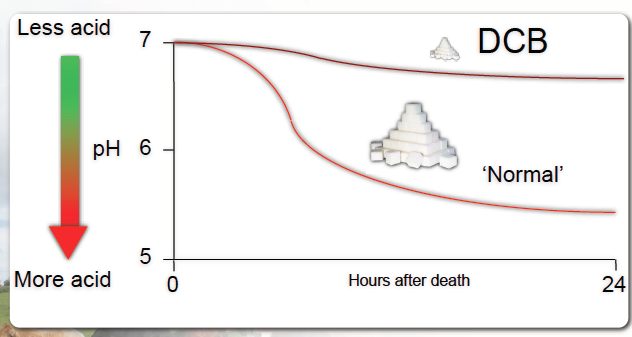 Less acid
7
DCB
pH
6
'Normal'
5
More acid
0
Hours after death
24